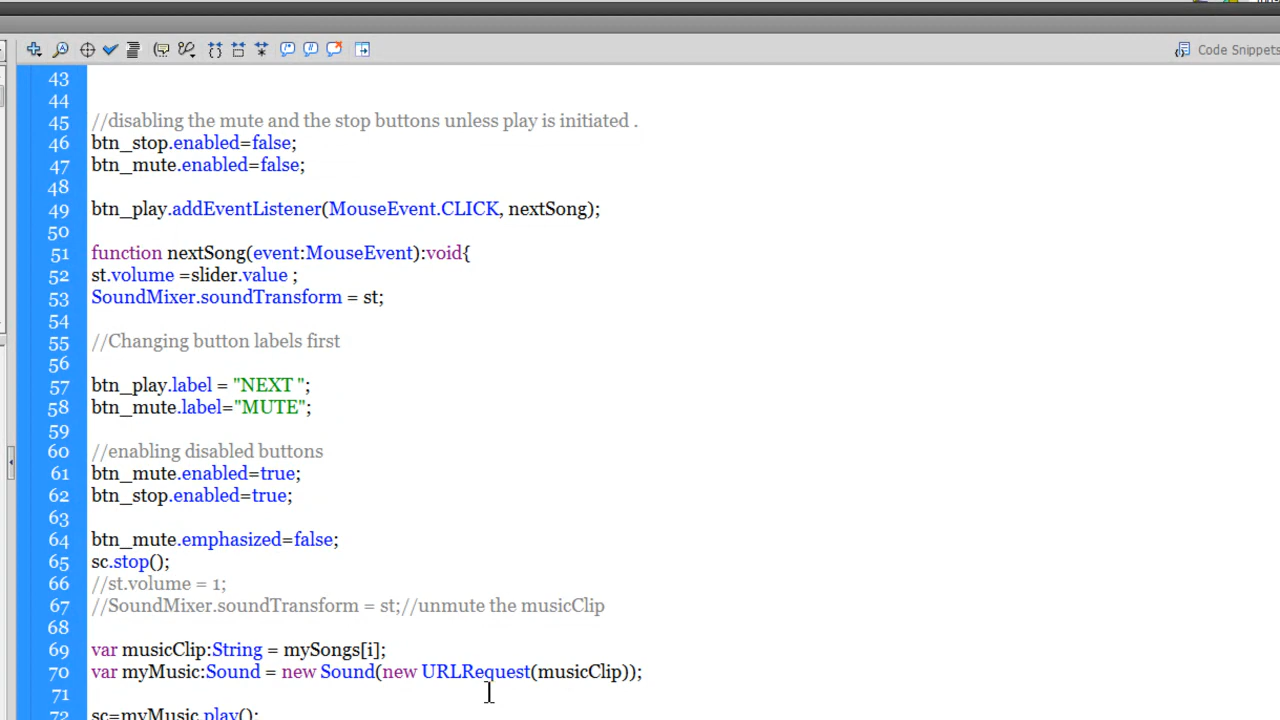 Code Snippets
43
44
45 //disabling the mute and the stop buttons unless play is initiated .
46 btn_stop.enabled=false;
47 btn_mute.enabled=false;
48
49 btn_play.addEventListener(MouseEvent.CLICK, nextSong);
50
51 function nextSong(event:MouseEvent):void{
52 st.volume =slider.value ;
53 SoundMixer.soundTransform = st;
54
55 //Changing button labels first
56
57 btn_play.label = "NEXT ";
58 btn_mute.label="MUTE";
59
60 //enabling disabled buttons
61 btn_mute.enabled=true;
62 btn_stop.enabled=true;
63
64 btn_mute.emphasized=false;
65 sc.stop();
66 //st.volume = 1;
67 //SoundMixer.soundTransform = st;//unmute the musicClip
68
69 var musicClip:String = mySongs[i];
70 var myMusic:Sound = new Sound(new URLRequest(musicClip));
71
72 sc=myMusic.play();